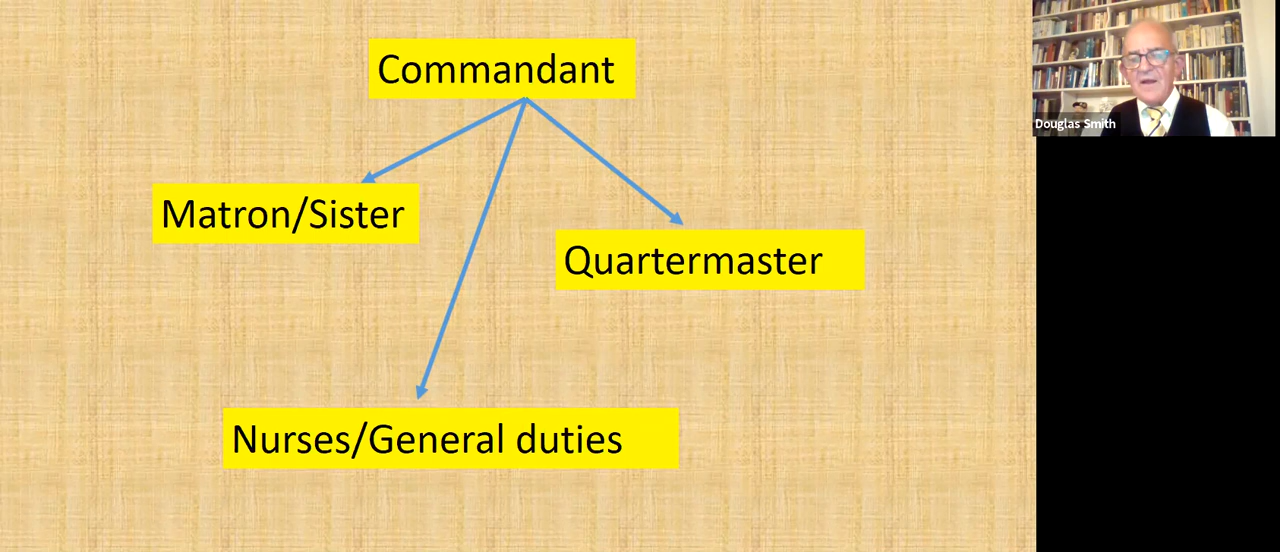 Commandant
Douglas Smith
Matron/Sister
Quartermaster
Nurses/General duties